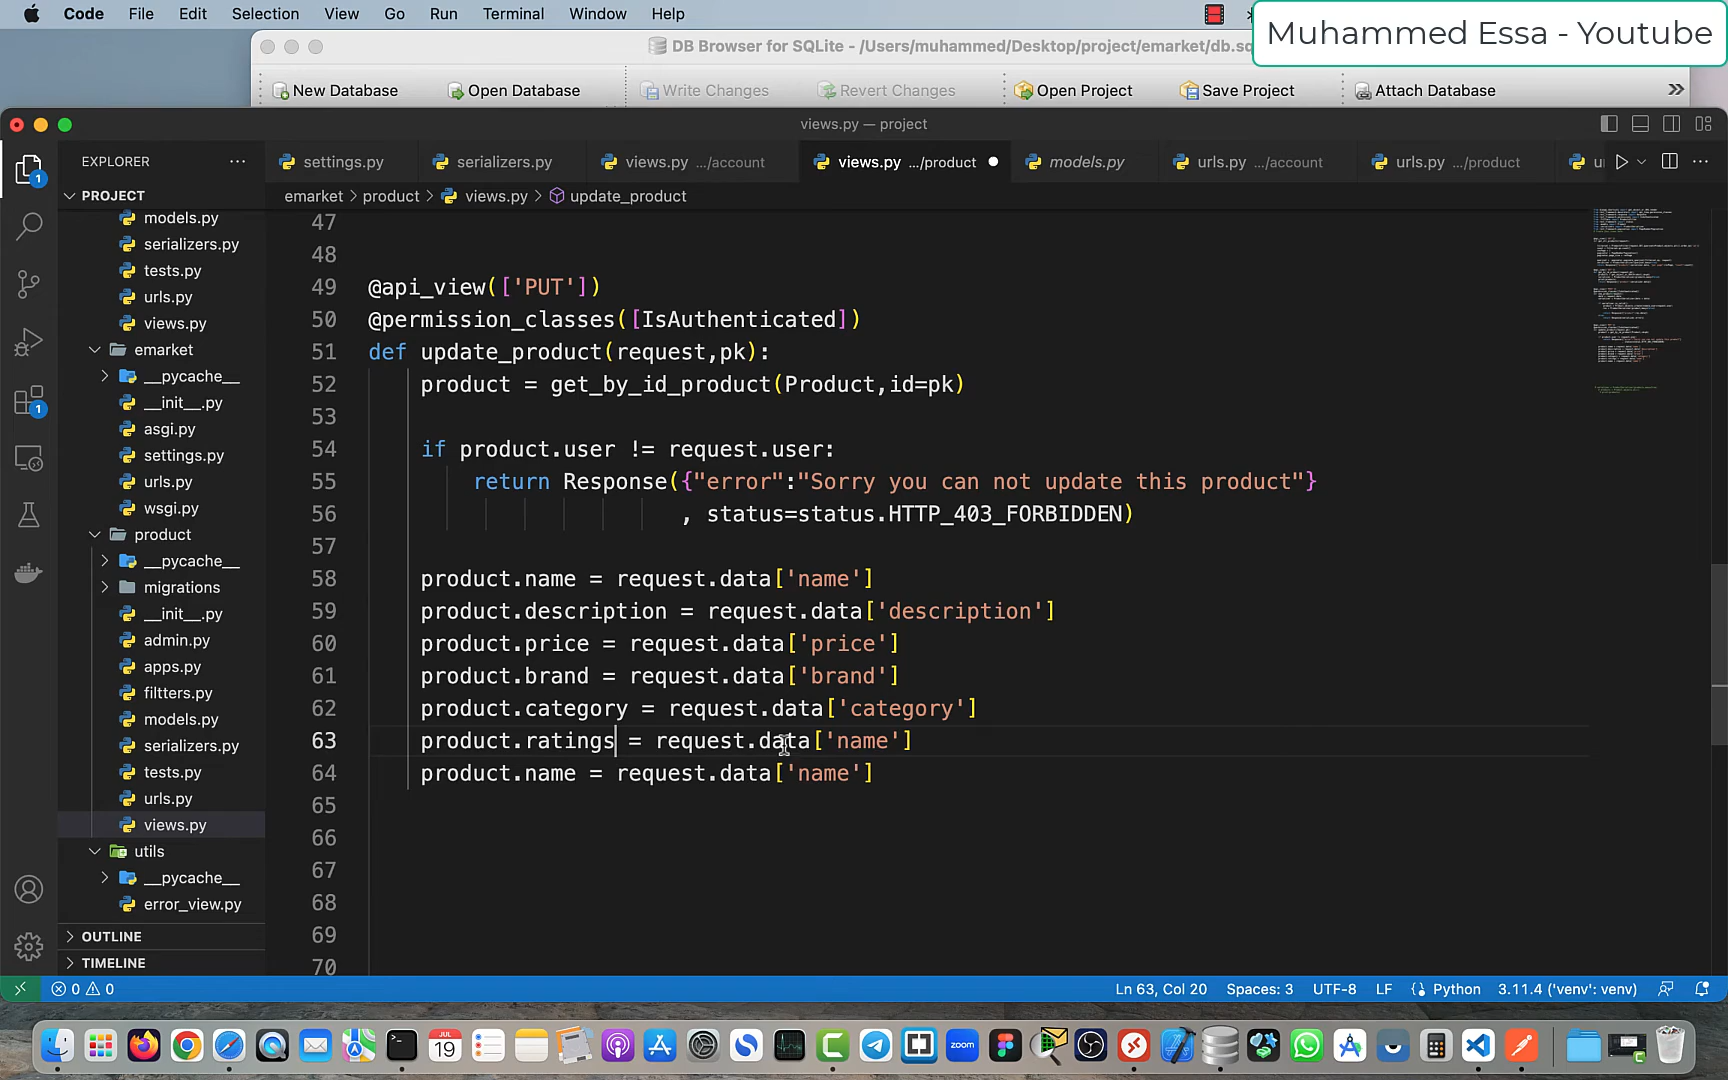 Code File Edit Selection View Go Run Terminal Window Help
Muhammed Essa - Youtube
DB Browser for SQLite - /Users/muhammed/Desktop/project/emarket/db.sq
New Database Open Database Write Changes Revert Changes Open Project Save Project Attach Database »
views.py — project
EXPLORER ...
settings.py serializers.py views.py .../account views.py .../product models.py urls.py .../account urls.py .../product
PROJECT
emarket > product > views.py > update_product
models.py
serializers.py
tests.py
urls.py
views.py
emarket
__pycache__
__init__.py
asgi.py
settings.py
urls.py
wsgi.py
product
__pycache__
migrations
__init__.py
admin.py
apps.py
filtters.py
models.py
serializers.py
tests.py
urls.py
views.py
utils
__pycache__
error_view.py
OUTLINE
TIMELINE
47
48
49 @api_view(['PUT'])
50 @permission_classes([IsAuthenticated])
51 def update_product(request,pk):
52 product = get_by_id_product(Product,id=pk)
53
54 if product.user != request.user:
55 return Response({"error":"Sorry you can not update this product"}
56 , status=status.HTTP_403_FORBIDDEN)
57
58 product.name = request.data['name']
59 product.description = request.data['description']
60 product.price = request.data['price']
61 product.brand = request.data['brand']
62 product.category = request.data['category']
63 product.ratings = request.data['name']
64 product.name = request.data['name']
65
66
67
68
69
70
1
1
0 0 Ln 63, Col 20 Spaces: 3 UTF-8 LF Python 3.11.4 ('venv': venv)
JUL
19
zoom